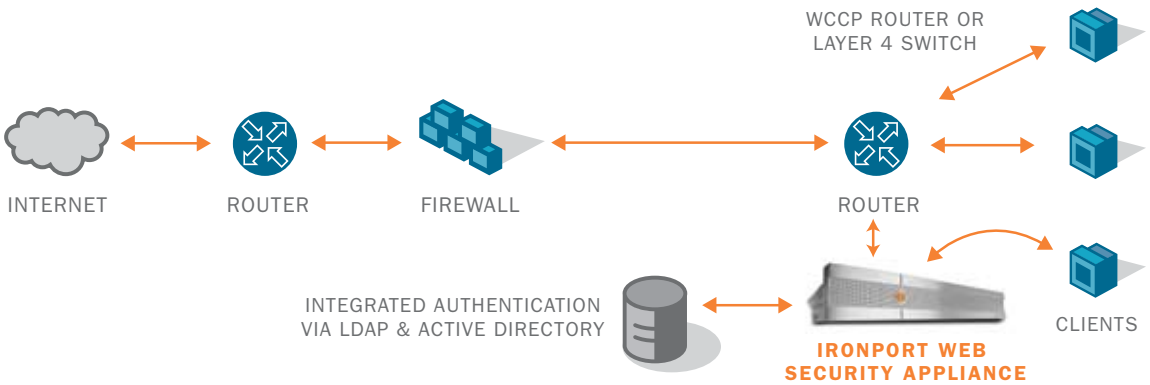 WCCP ROUTER OR
LAYER 4 SWITCH
INTERNET
ROUTER
FIREWALL
ROUTER
INTEGRATED AUTHENTICATION
VIA LDAP & ACTIVE DIRECTORY
CLIENTS
IRONPORT WEB
SECURITY APPLIANCE